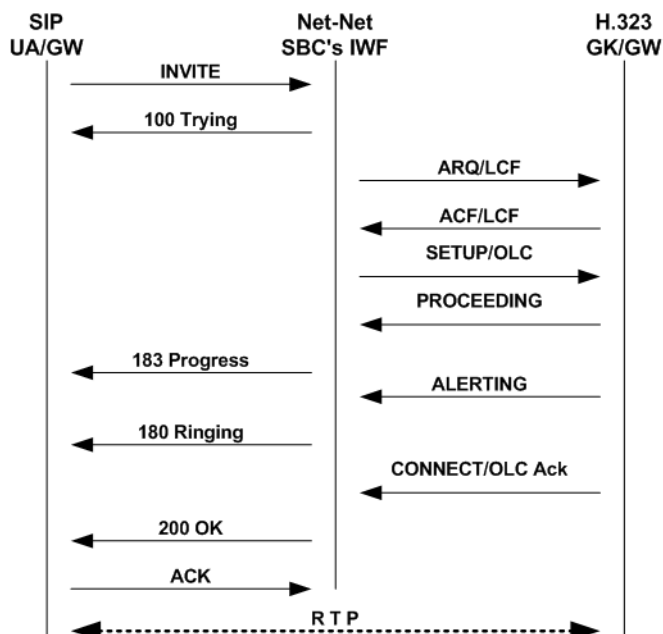 SIP
UA/GW
Net-Net
SBC's IWF
H.323
GK/GW
INVITE
100 Trying
ARQ/LCF
ACF/LCF
SETUP/OLC
PROCEEDING
183 Progress
ALERTING
180 Ringing
CONNECT/OLC Ack
200 OK
ACK
R T P